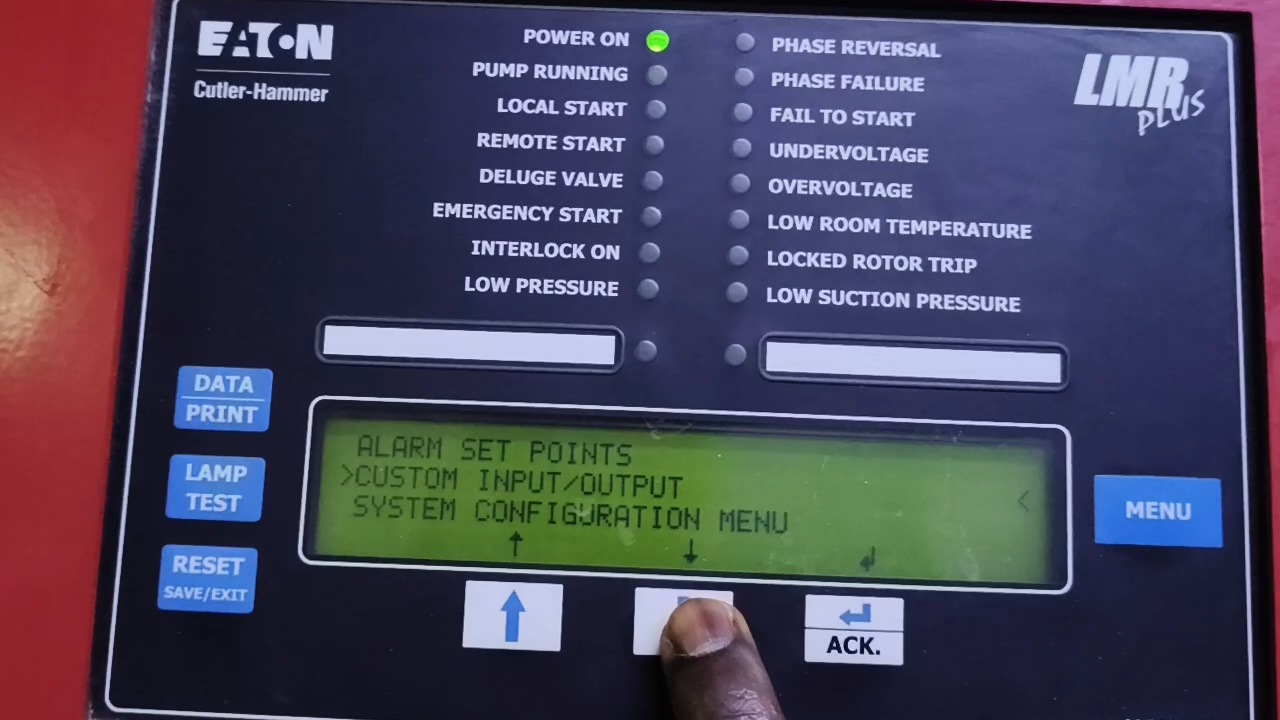 EATON
Cutler-Hammer
LMR
PLUS
POWER ON
PUMP RUNNING
LOCAL START
REMOTE START
DELUGE VALVE
EMERGENCY START
INTERLOCK ON
LOW PRESSURE
PHASE REVERSAL
PHASE FAILURE
FAIL TO START
UNDERVOLTAGE
OVERVOLTAGE
LOW ROOM TEMPERATURE
LOCKED ROTOR TRIP
LOW SUCTION PRESSURE
DATA
PRINT
LAMP
TEST
RESET
SAVE/EXIT
ALARM SET POINTS
>CUSTOM INPUT/OUTPUT <
SYSTEM CONFIGURATION MENU
↑ ↓ ↲
MENU
ACK.